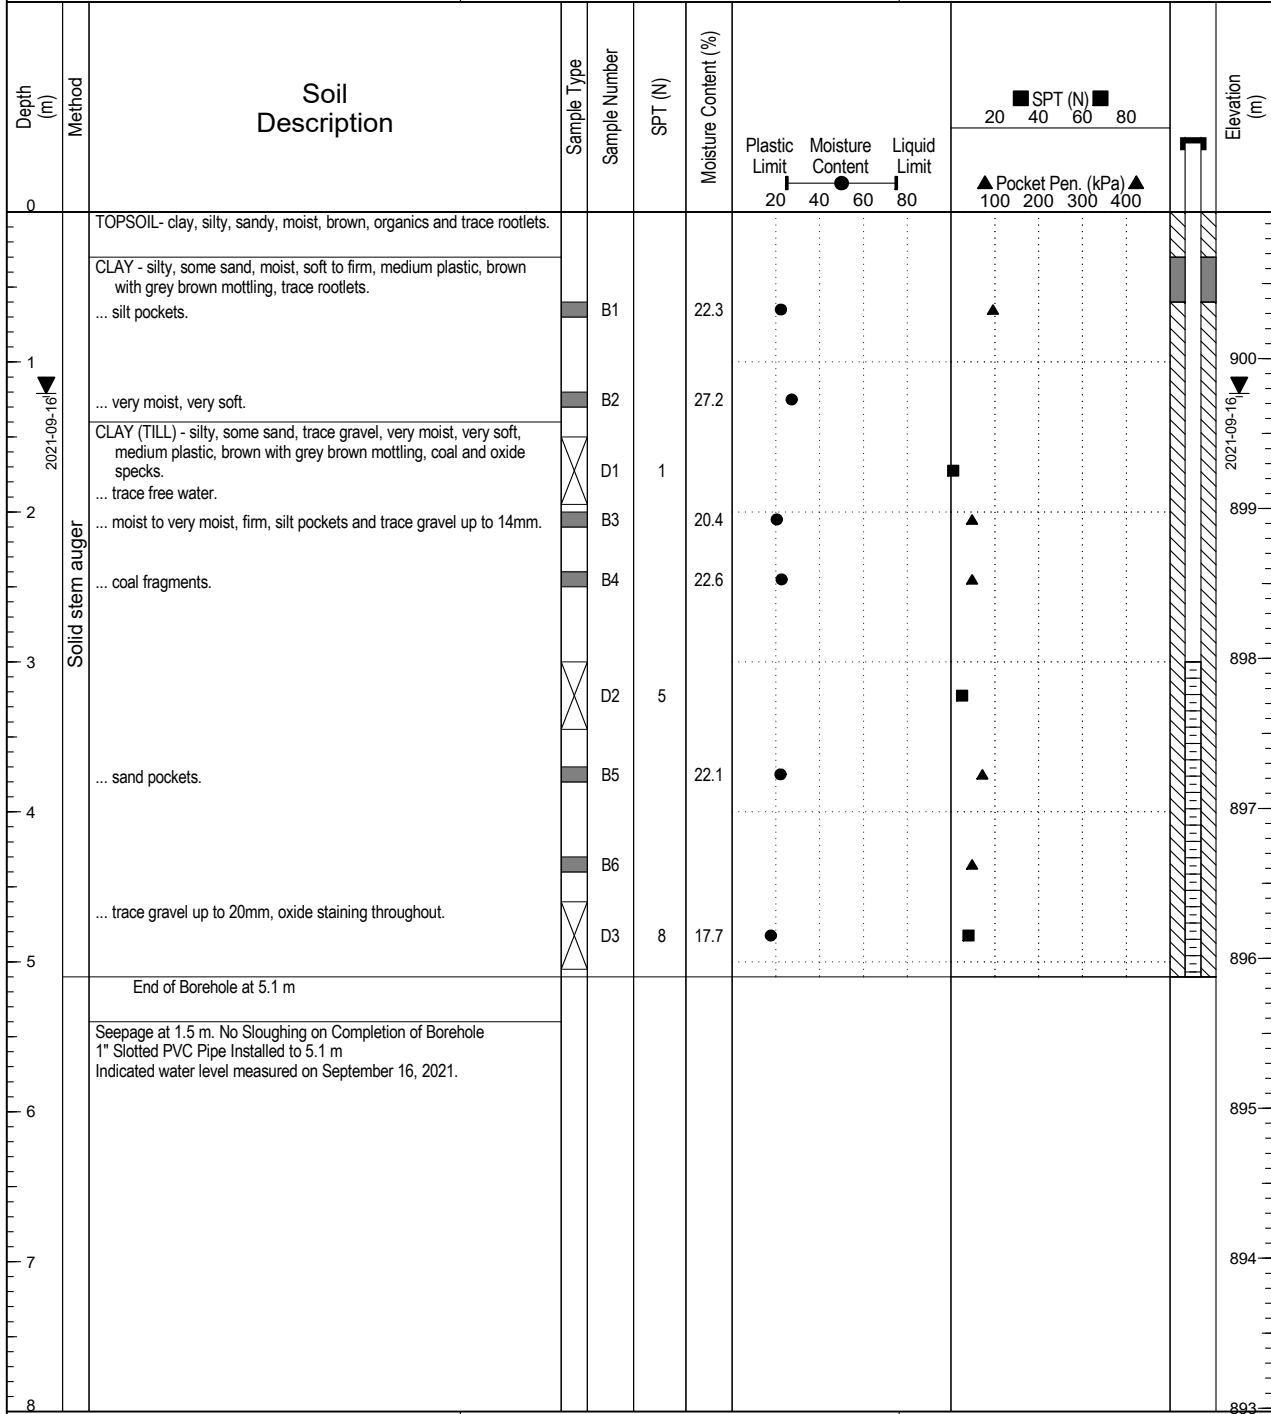 Depth
(m)
Method
Soil
Description
Sample Type
Sample Number
SPT (N)
Moisture Content (%)
Plastic Moisture Liquid
Limit Content Limit
20 40 60 80
SPT (N)
20 40 60 80
Pocket Pen. (kPa)
100 200 300 400
Elevation
(m)
0
TOPSOIL- clay, silty, sandy, moist, brown, organics and trace rootlets.
CLAY - silty, some sand, moist, soft to firm, medium plastic, brown
with grey brown mottling, trace rootlets.
... silt pockets. B1 22.3
1 900
2021-09-16 2021-09-16
... very moist, very soft. B2 27.2
CLAY (TILL) - silty, some sand, trace gravel, very moist, very soft,
medium plastic, brown with grey brown mottling, coal and oxide
specks. D1 1
... trace free water.
2 899
... moist to very moist, firm, silt pockets and trace gravel up to 14mm. B3 20.4
Solid stem auger
... coal fragments. B4 22.6
3 898
D2 5
... sand pockets. B5 22.1
4 897
B6
... trace gravel up to 20mm, oxide staining throughout.
D3 8 17.7
5 896
End of Borehole at 5.1 m
Seepage at 1.5 m. No Sloughing on Completion of Borehole
1" Slotted PVC Pipe Installed to 5.1 m
Indicated water level measured on September 16, 2021.
6 895
7 894
8 893